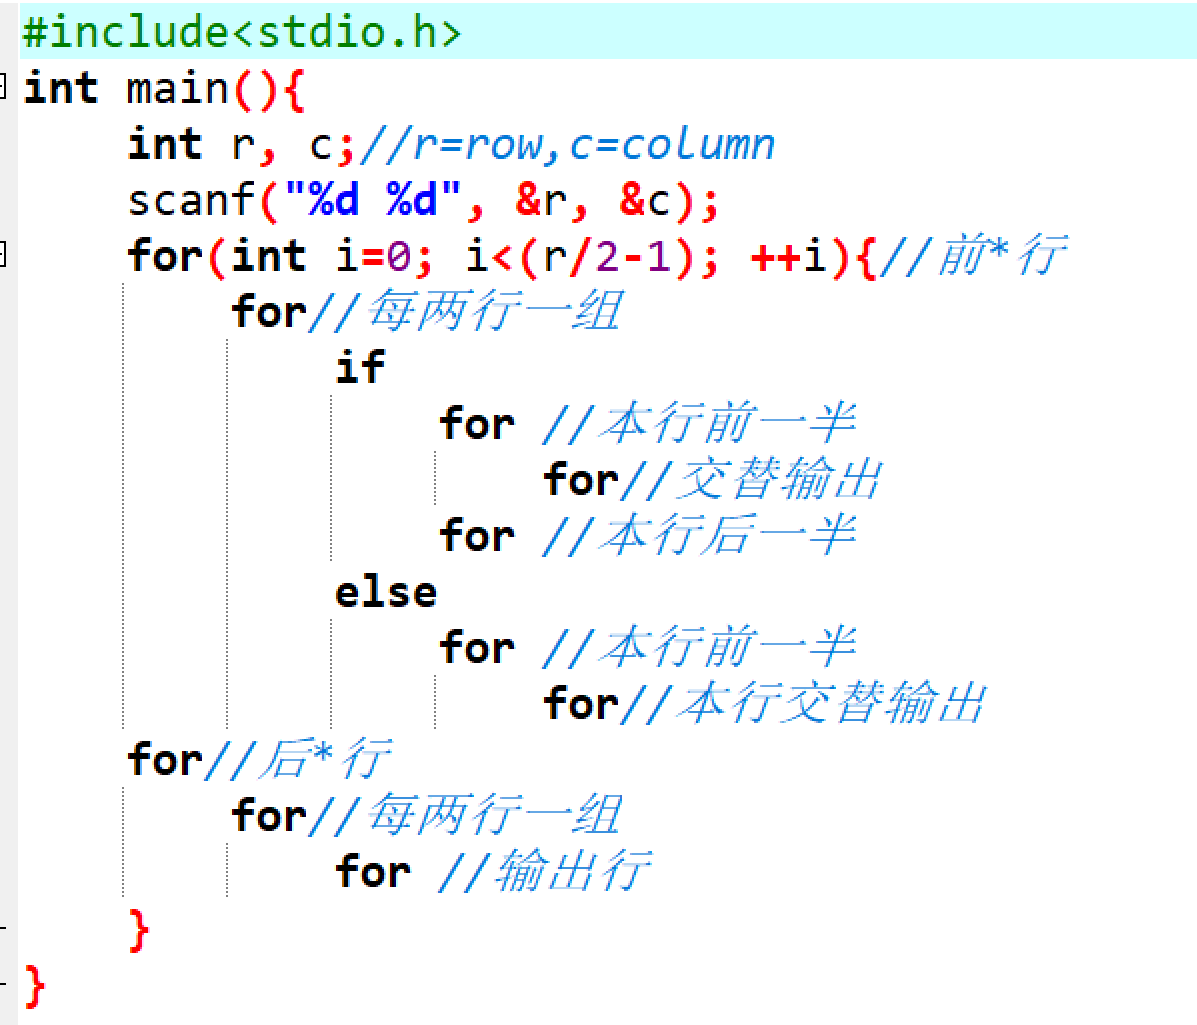 #include<stdio.h>
int main(){
    int r, c;//r=row,c=column
    scanf("%d %d", &r, &c);
    for(int i=0; i<(r/2-1); ++i){//前*行
        for//每两行一组
            if
                for //本行前一半
                    for//交替输出
                for //本行后一半
            else
                for //本行前一半
                    for//本行交替输出
    for//后*行
        for//每两行一组
            for //输出行
    }
}